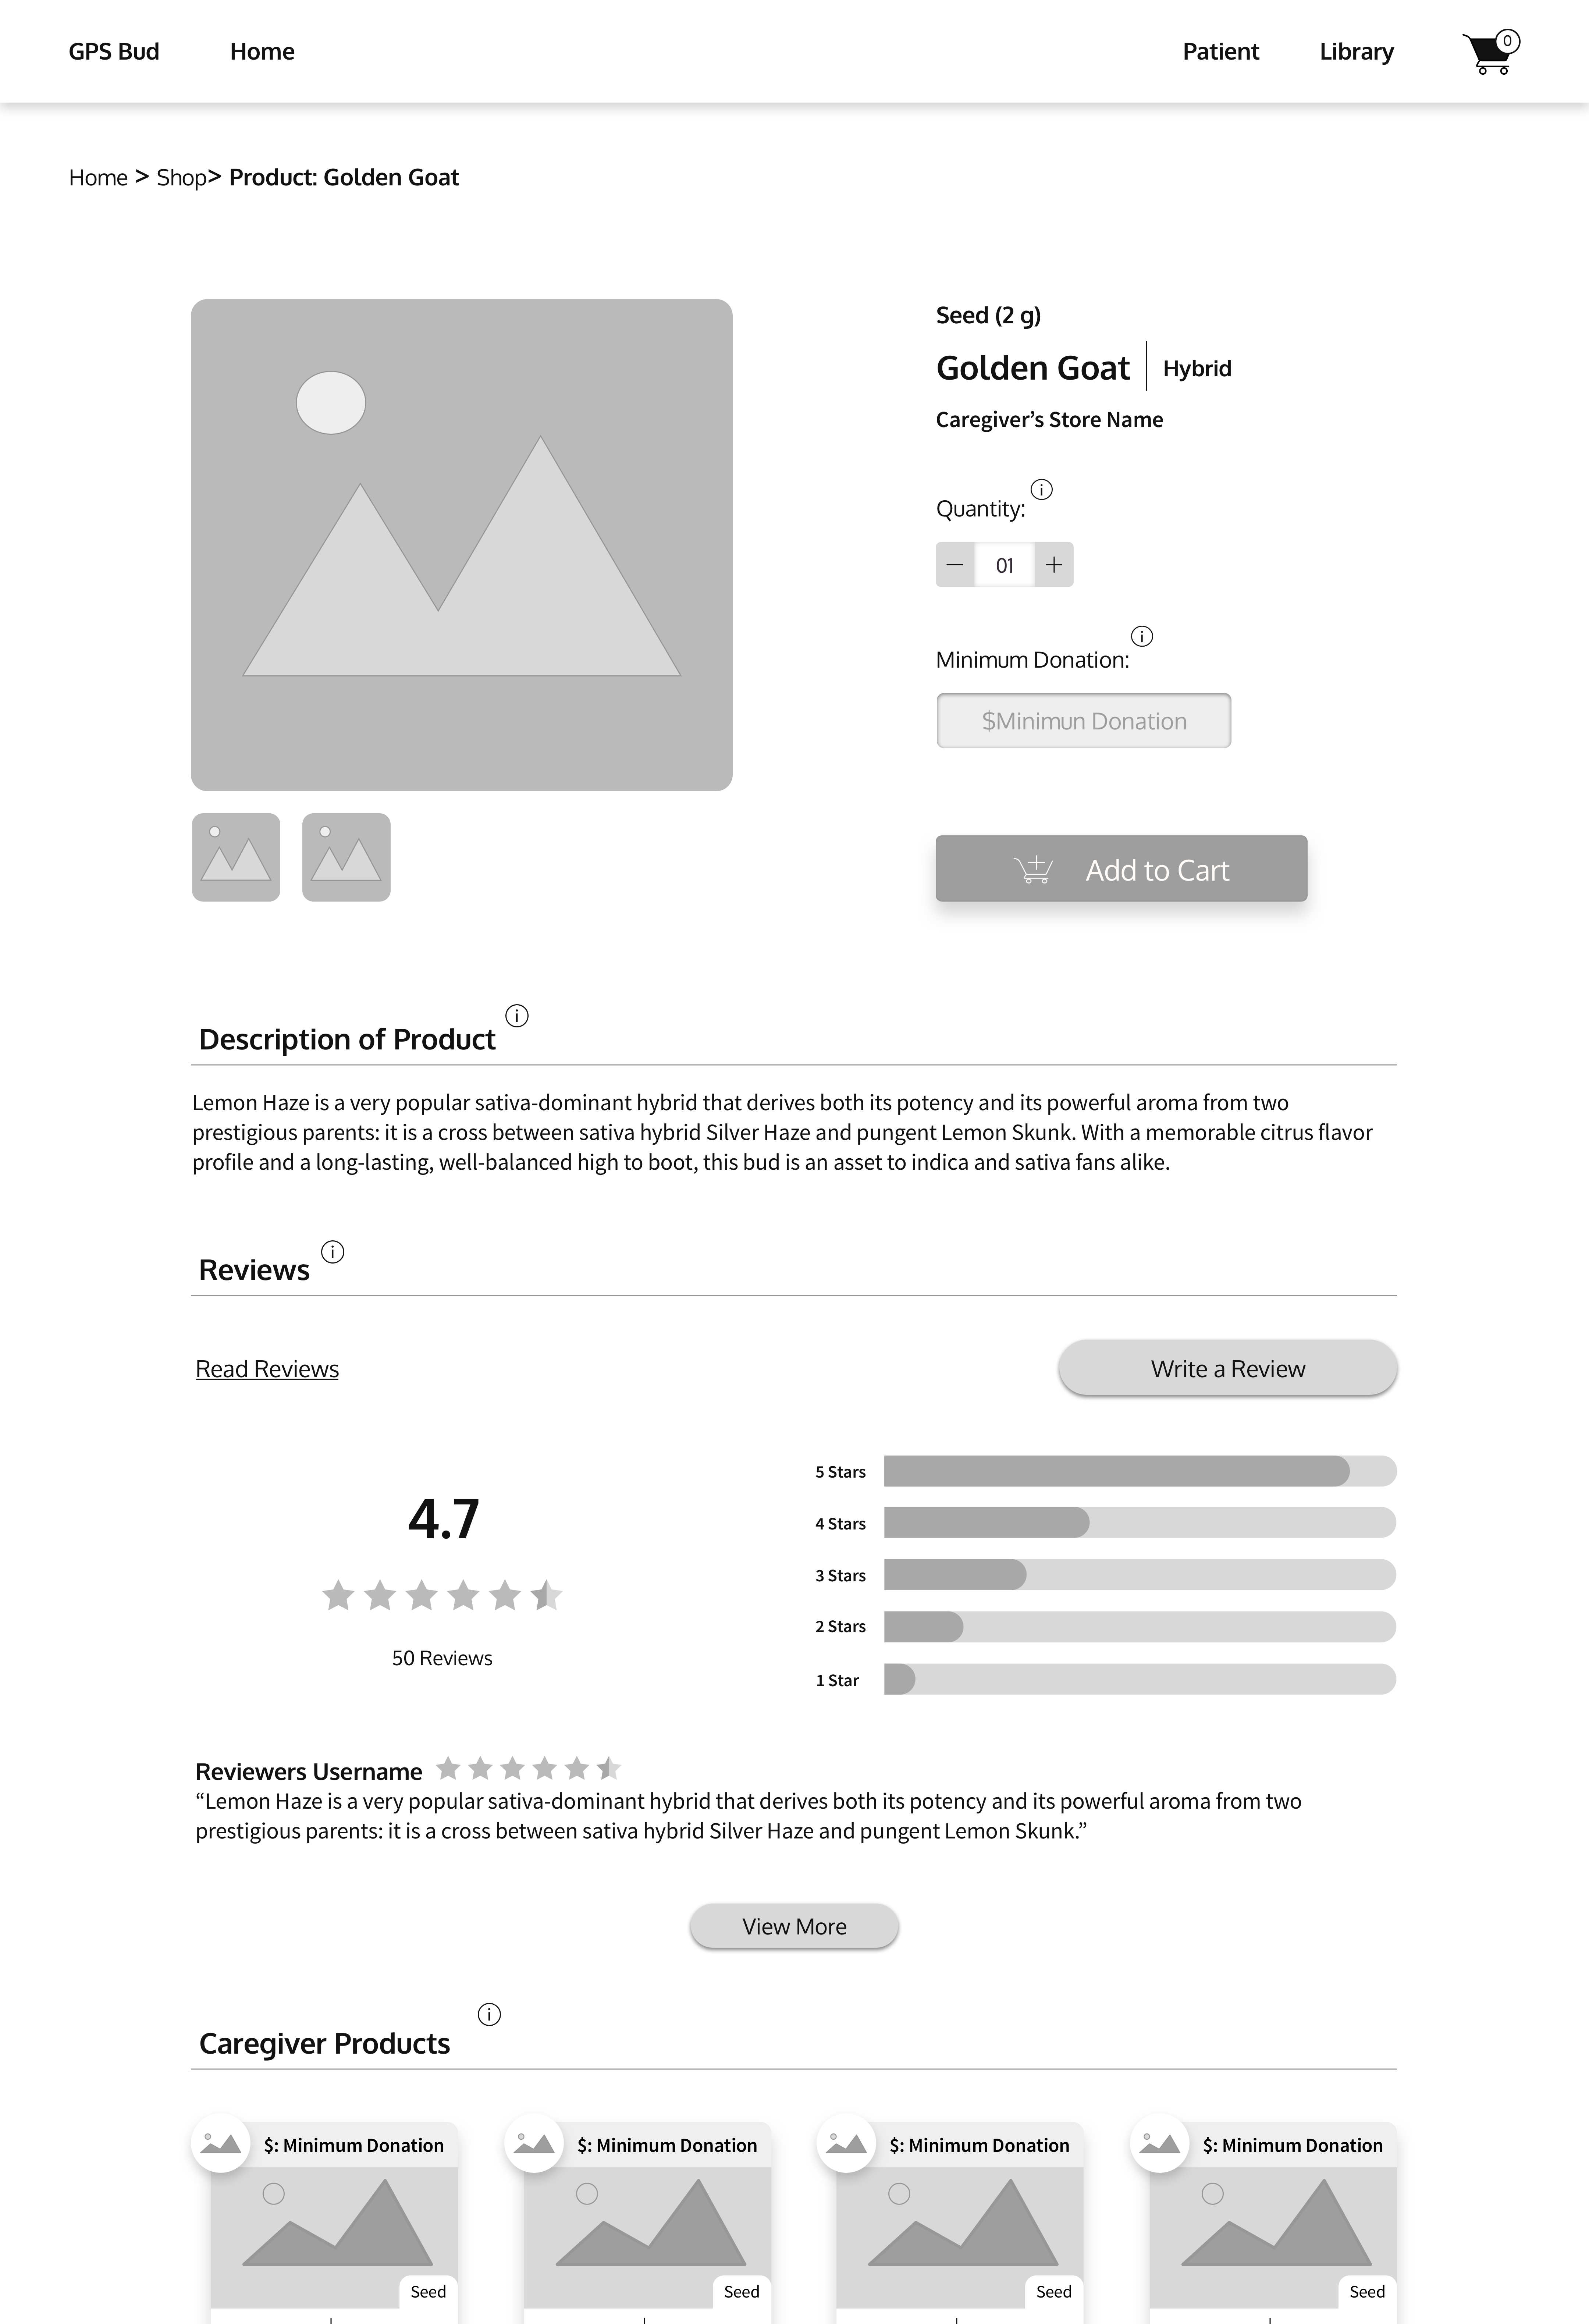 GPS Bud Home Patient Library 0
Home > Shop> Product: Golden Goat
Seed (2 g)
Golden Goat Hybrid
Caregiver’s Store Name
Quantity: i
− 01 +
Minimum Donation: i
$Minimun Donation
Add to Cart
Description of Product i
Lemon Haze is a very popular sativa-dominant hybrid that derives both its potency and its powerful aroma from two
prestigious parents: it is a cross between sativa hybrid Silver Haze and pungent Lemon Skunk. With a memorable citrus flavor
profile and a long-lasting, well-balanced high to boot, this bud is an asset to indica and sativa fans alike.
Reviews i
Read Reviews
Write a Review
4.7
50 Reviews
5 Stars
4 Stars
3 Stars
2 Stars
1 Star
Reviewers Username
“Lemon Haze is a very popular sativa-dominant hybrid that derives both its potency and its powerful aroma from two
prestigious parents: it is a cross between sativa hybrid Silver Haze and pungent Lemon Skunk.”
View More
Caregiver Products i
$: Minimum Donation $: Minimum Donation $: Minimum Donation $: Minimum Donation
Seed Seed Seed Seed